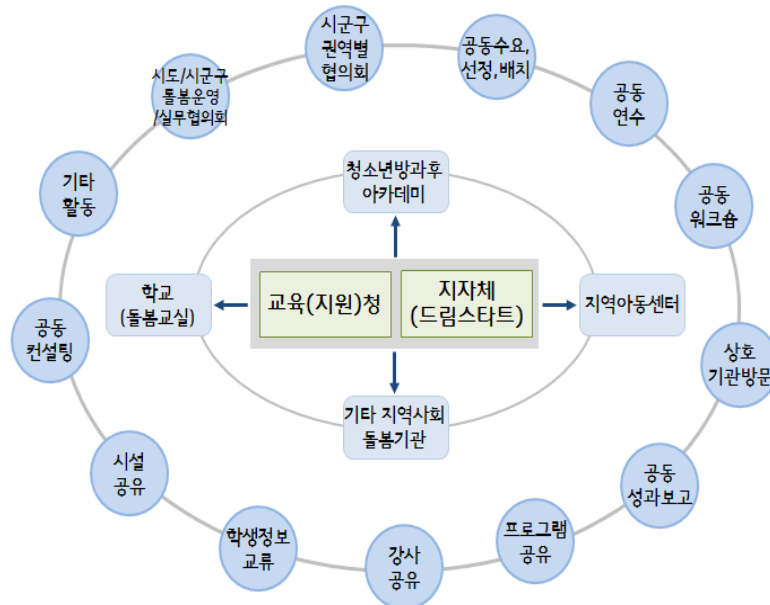 시군구
권역별
협의회
공동수요,
선정,배치
공동
연수
공동
워크숍
상호
기관방문
공동
성과보고
프로그램
공유
강사
공유
학생정보
교류
시설
공유
공동
컨설팅
기타
활동
시도/시군구
돌봄운영
/실무협의회
청소년방과후
아카데미
학교
(돌봄교실)
교육(지원)청
지자체
(드림스타트)
지역아동센터
기타 지역사회
돌봄기관